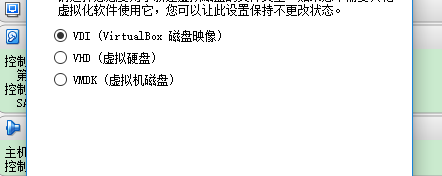 虚拟化软件使用它，您可以让此设置保持不更改状态。
VDI (VirtualBox 磁盘映像)
VHD (虚拟硬盘)
VMDK (虚拟机磁盘)
控制
第
控制
SA
主机
控制